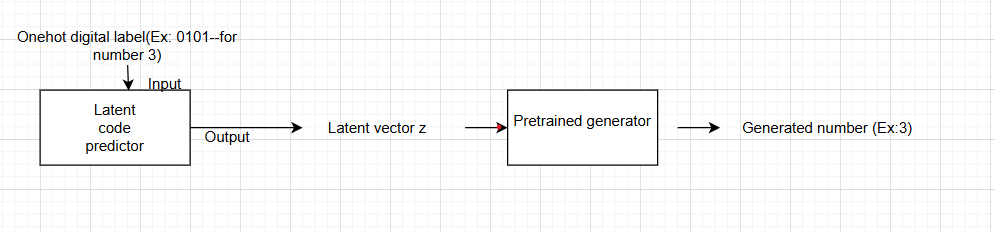 Onehot digital label(Ex: 0101--for
number 3)
Input
Latent
code
predictor
Output
Latent vector z
Pretrained generator
Generated number (Ex:3)